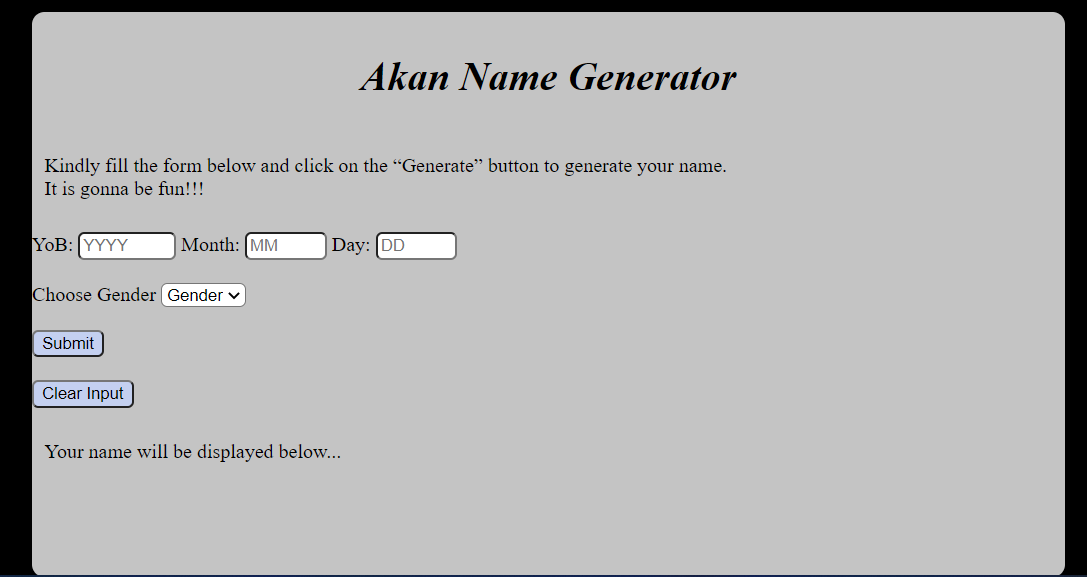 Akan Name Generator
Kindly fill the form below and click on the “Generate” button to generate your name.
It is gonna be fun!!!
YoB: YYYY Month: MM Day: DD
Choose Gender Gender
Submit
Clear Input
Your name will be displayed below...